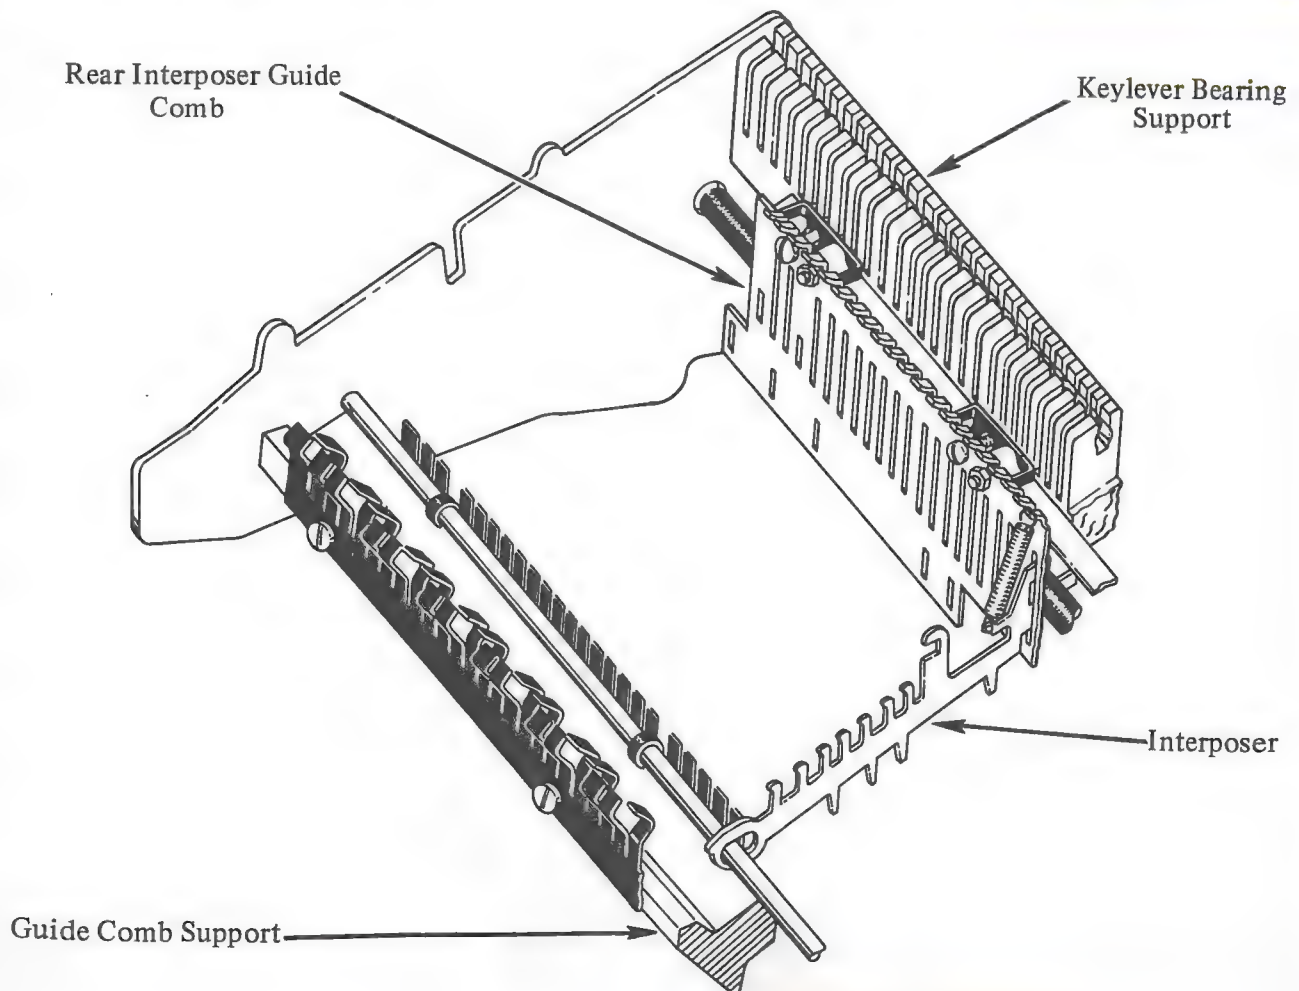 Rear Interposer Guide
Comb
Keylever Bearing
Support
Interposer
Guide Comb Support